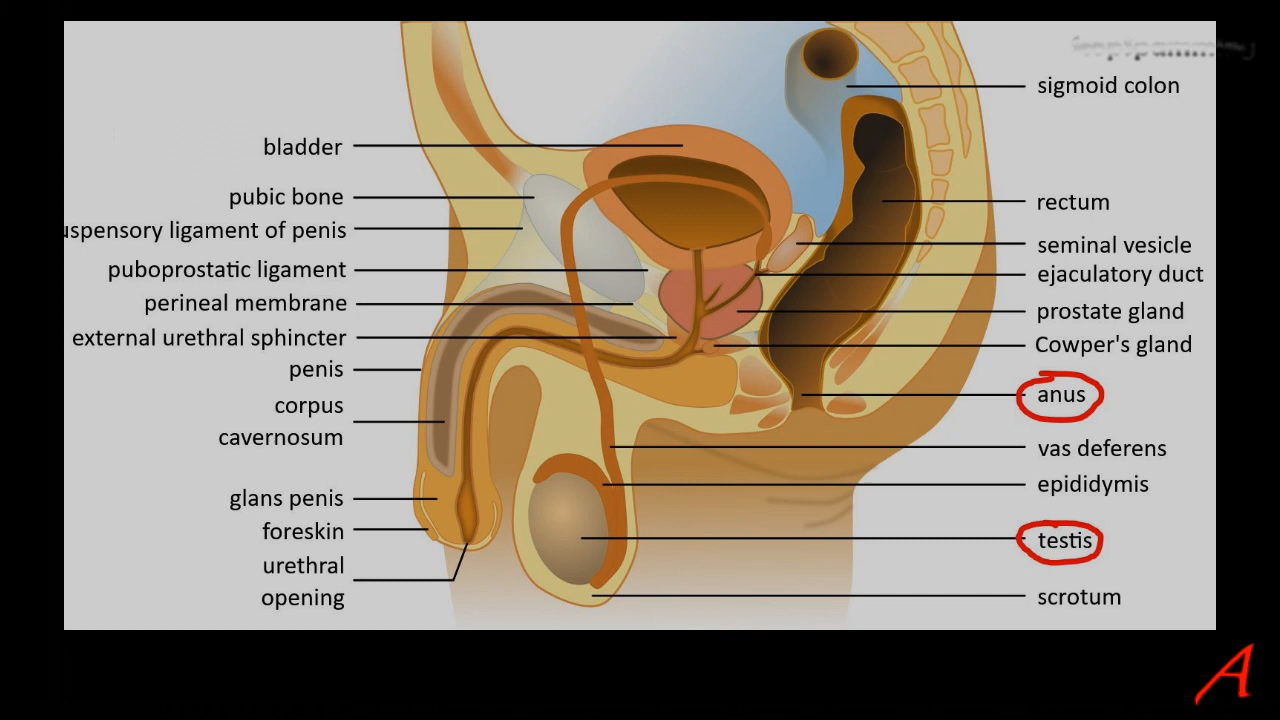 sigmoid colon
bladder
pubic bone
rectum
uspensory ligament of penis
seminal vesicle
puboprostatic ligament
ejaculatory duct
perineal membrane
prostate gland
external urethral sphincter
Cowper's gland
penis
anus
corpus
cavernosum
vas deferens
glans penis
epididymis
foreskin
testis
urethral
opening
scrotum
A